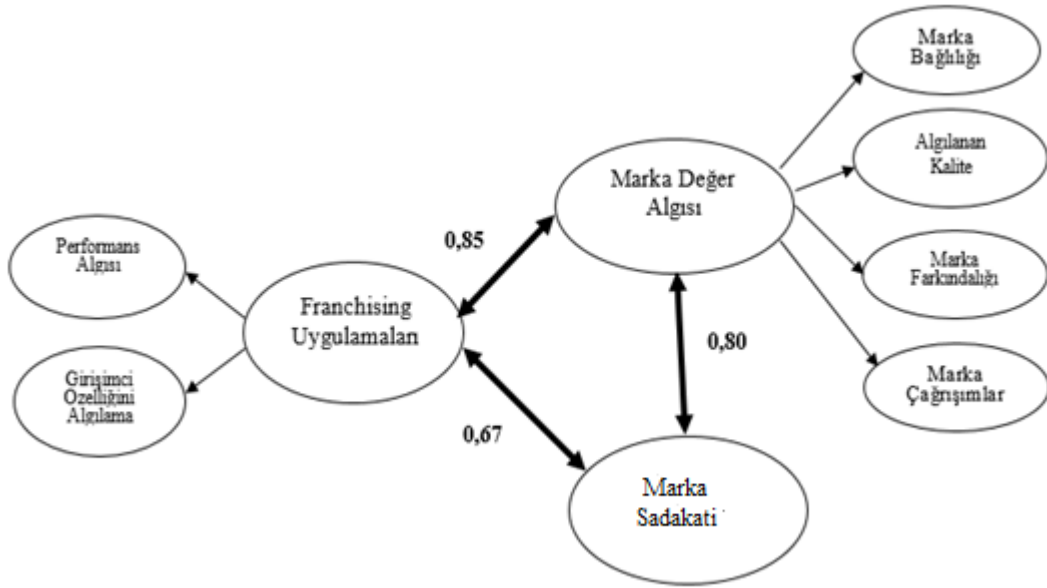 Marka
Bağlılığı
Algılanan
Kalite
Marka Değer
Algısı
Performans
Algısı
0,85
Marka
Farkındalığı
Franchising
Uygulamaları
0,80
Girişimci
Özelliğini
Algılama
Marka
Çağrışımlar
0,67
Marka
Sadakati